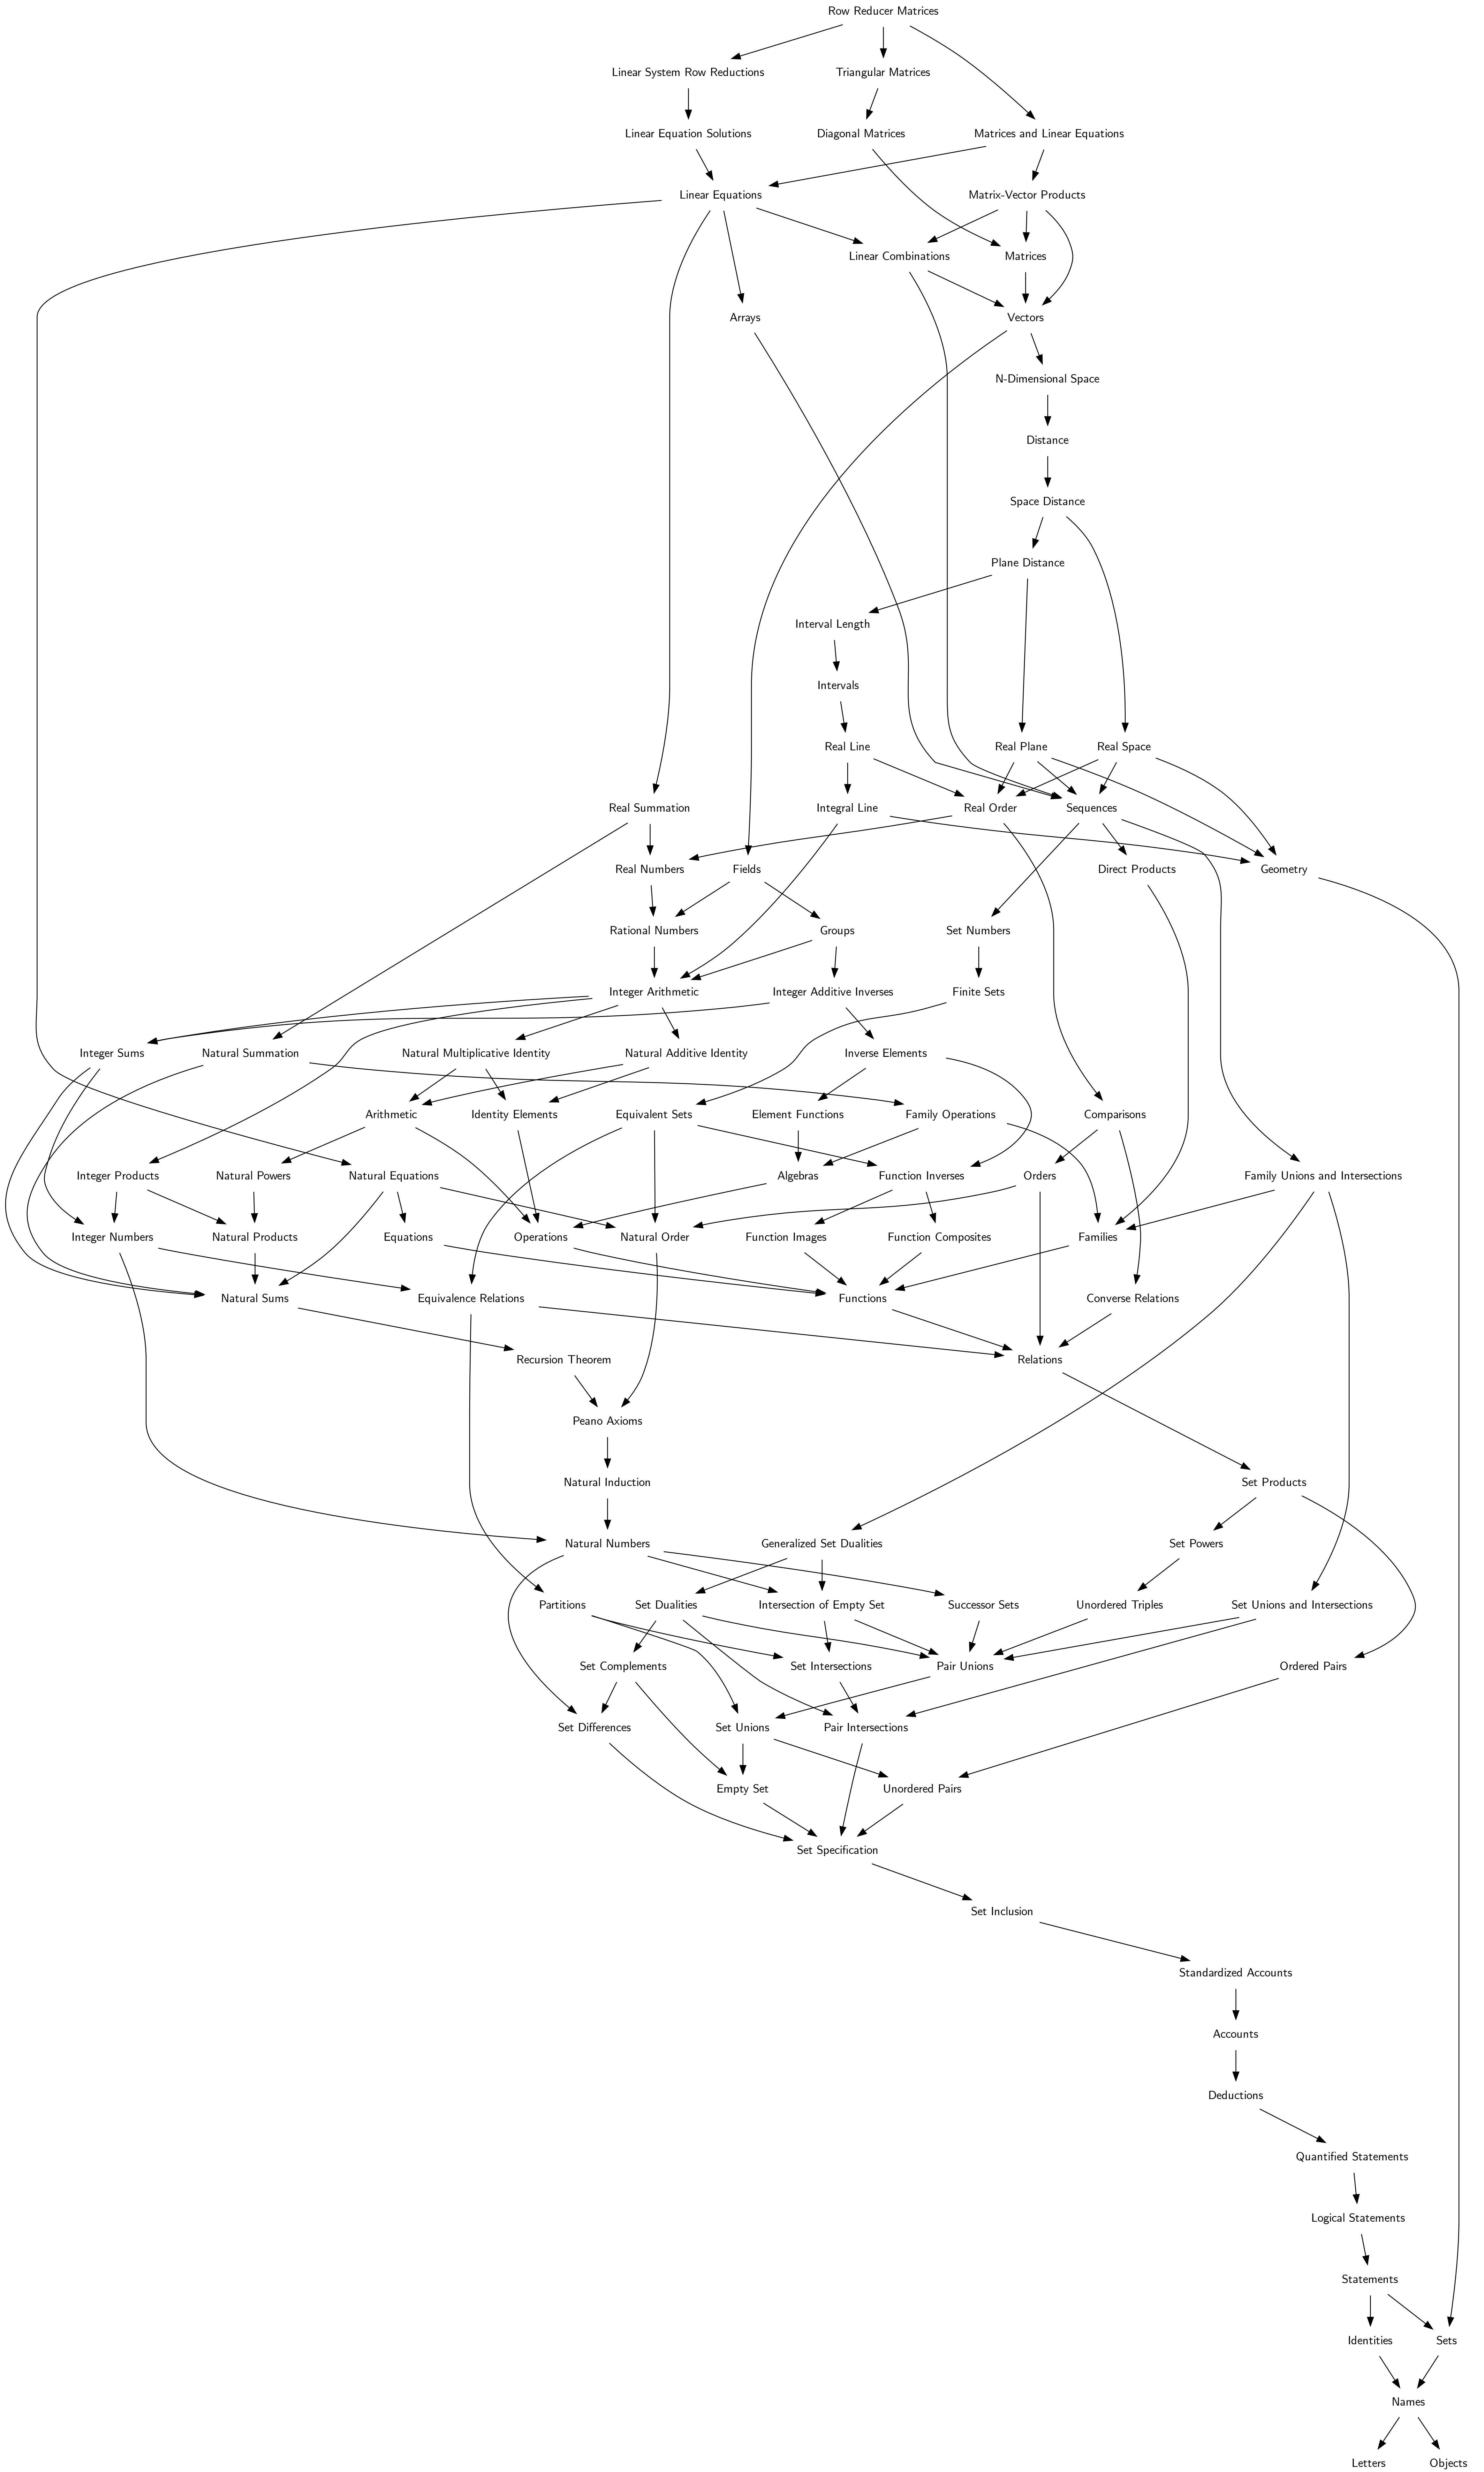 Row Reducer Matrices
Linear System Row Reductions
Triangular Matrices
Linear Equation Solutions
Diagonal Matrices
Matrices and Linear Equations
Linear Equations
Matrix-Vector Products
Linear Combinations
Matrices
Arrays
Vectors
N-Dimensional Space
Distance
Space Distance
Plane Distance
Interval Length
Intervals
Real Line
Real Plane
Real Space
Real Summation
Integral Line
Real Order
Sequences
Real Numbers
Fields
Direct Products
Geometry
Rational Numbers
Groups
Set Numbers
Integer Arithmetic
Integer Additive Inverses
Finite Sets
Integer Sums
Natural Summation
Natural Multiplicative Identity
Natural Additive Identity
Inverse Elements
Arithmetic
Identity Elements
Equivalent Sets
Element Functions
Family Operations
Comparisons
Integer Products
Natural Powers
Natural Equations
Algebras
Function Inverses
Orders
Family Unions and Intersections
Integer Numbers
Natural Products
Equations
Operations
Natural Order
Function Images
Function Composites
Families
Natural Sums
Equivalence Relations
Functions
Converse Relations
Recursion Theorem
Relations
Peano Axioms
Natural Induction
Set Products
Natural Numbers
Generalized Set Dualities
Set Powers
Partitions
Set Dualities
Intersection of Empty Set
Successor Sets
Unordered Triples
Set Unions and Intersections
Set Complements
Set Intersections
Pair Unions
Ordered Pairs
Set Differences
Set Unions
Pair Intersections
Empty Set
Unordered Pairs
Set Specification
Set Inclusion
Standardized Accounts
Accounts
Deductions
Quantified Statements
Logical Statements
Statements
Identities
Sets
Names
Letters
Objects